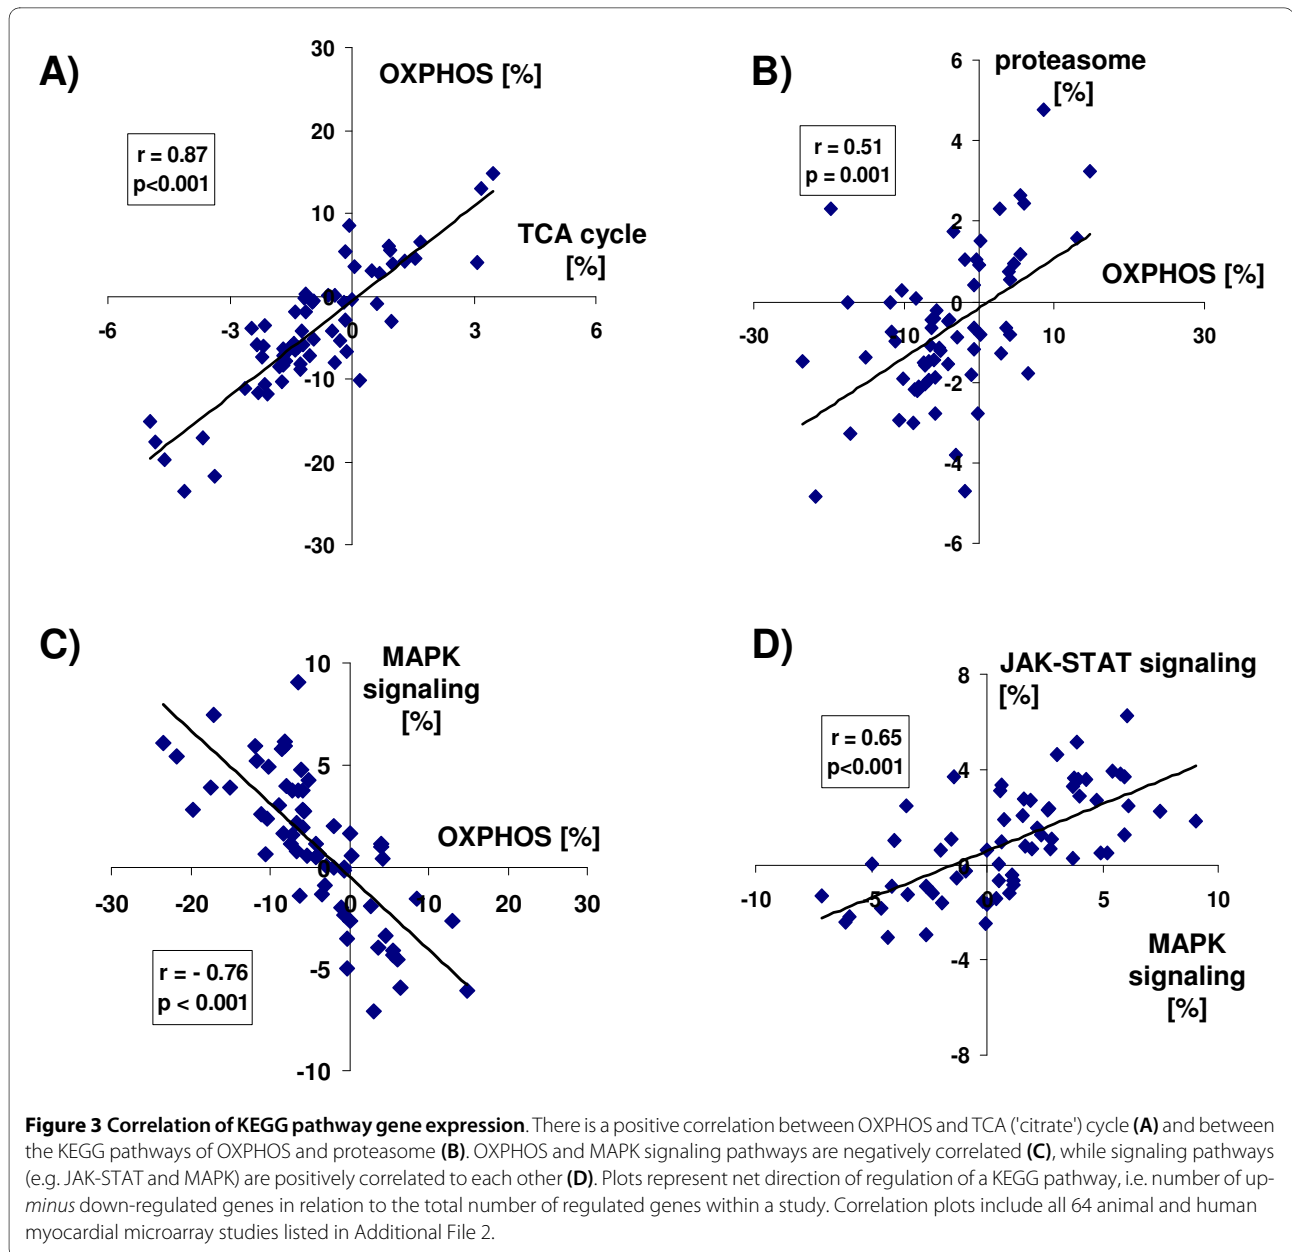 A)
OXPHOS [%]
r = 0.87
p<0.001
TCA cycle
[%]
30
20
10
0
-10
-20
-30
-6
-3
0
3
6
B)
proteasome
[%]
r = 0.51
p = 0.001
OXPHOS [%]
6
4
2
0
-2
-4
-6
-30
-10
10
30
C)
MAPK
signaling
[%]
OXPHOS [%]
r = - 0.76
p < 0.001
10
5
0
-5
-10
-30
-20
-10
0
10
20
30
D)
JAK-STAT signaling
[%]
r = 0.65
p<0.001
MAPK
signaling
[%]
8
4
0
-4
-8
-10
-5
0
5
10
Figure 3 Correlation of KEGG pathway gene expression. There is a positive correlation between OXPHOS and TCA ('citrate') cycle (A) and between
the KEGG pathways of OXPHOS and proteasome (B). OXPHOS and MAPK signaling pathways are negatively correlated (C), while signaling pathways
(e.g. JAK-STAT and MAPK) are positively correlated to each other (D). Plots represent net direction of regulation of a KEGG pathway, i.e. number of up-
minus down-regulated genes in relation to the total number of regulated genes within a study. Correlation plots include all 64 animal and human
myocardial microarray studies listed in Additional File 2.